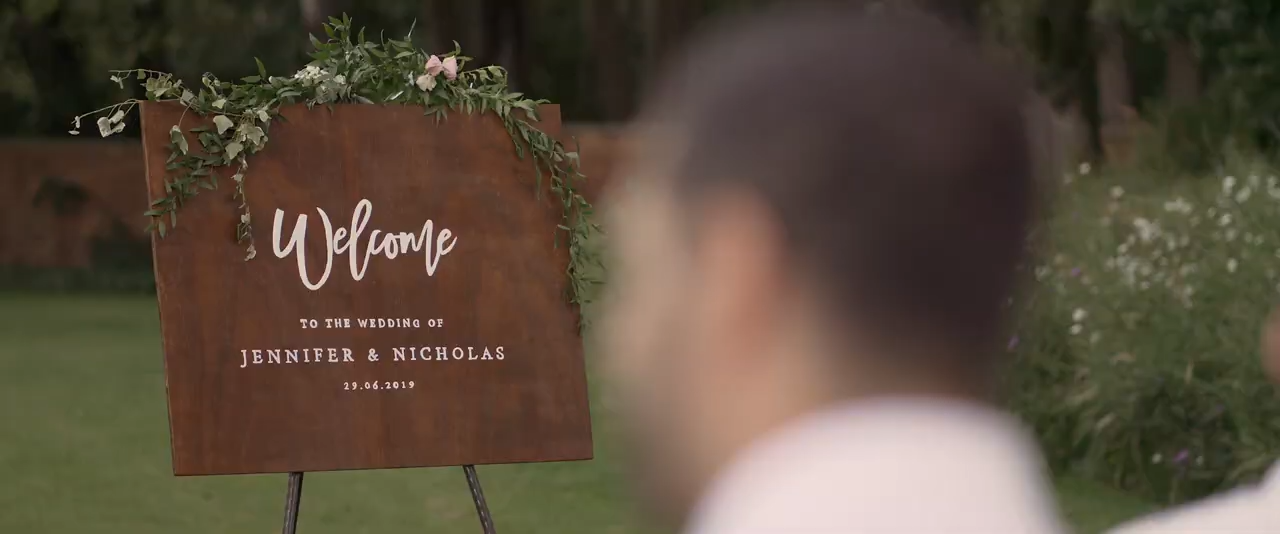 Welcome
TO THE WEDDING OF
JENNIFER & NICHOLAS
29.06.2019